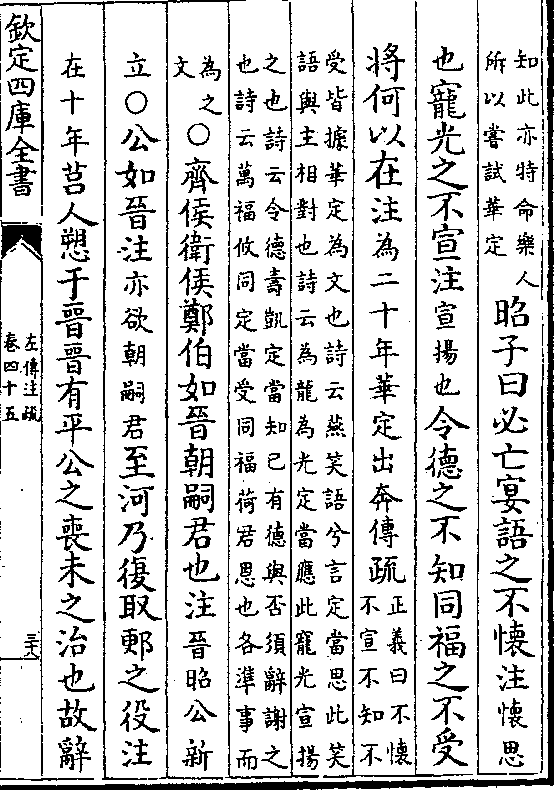 知此亦特命樂人
所以嘗試華定
昭子曰必亡宴語之不懷注懷思
也寵光之不宣注宣揚也令德之不知同福之不受
將何以在注為二十年華定出奔傳疏
正義曰不懷
不宣不知不
受皆據華定為文也詩云燕笑語兮言定當思此笑
語與主相對也詩云為龍為光定當應此寵光宣揚
之也詩云令德壽凱定當知已有德與否須辭謝之
也詩云萬福攸同定當受同福荷君恩也各準事而
為之
文
○齊侯衛侯鄭伯如晉朝嗣君也注晉昭公新
立○公如晉注亦欲朝嗣君至河乃復取郠之役注
在十年莒人愬于晉晉有平公之喪未之治也故辭
欽定四庫全書
左傳注疏
卷四十五
三六